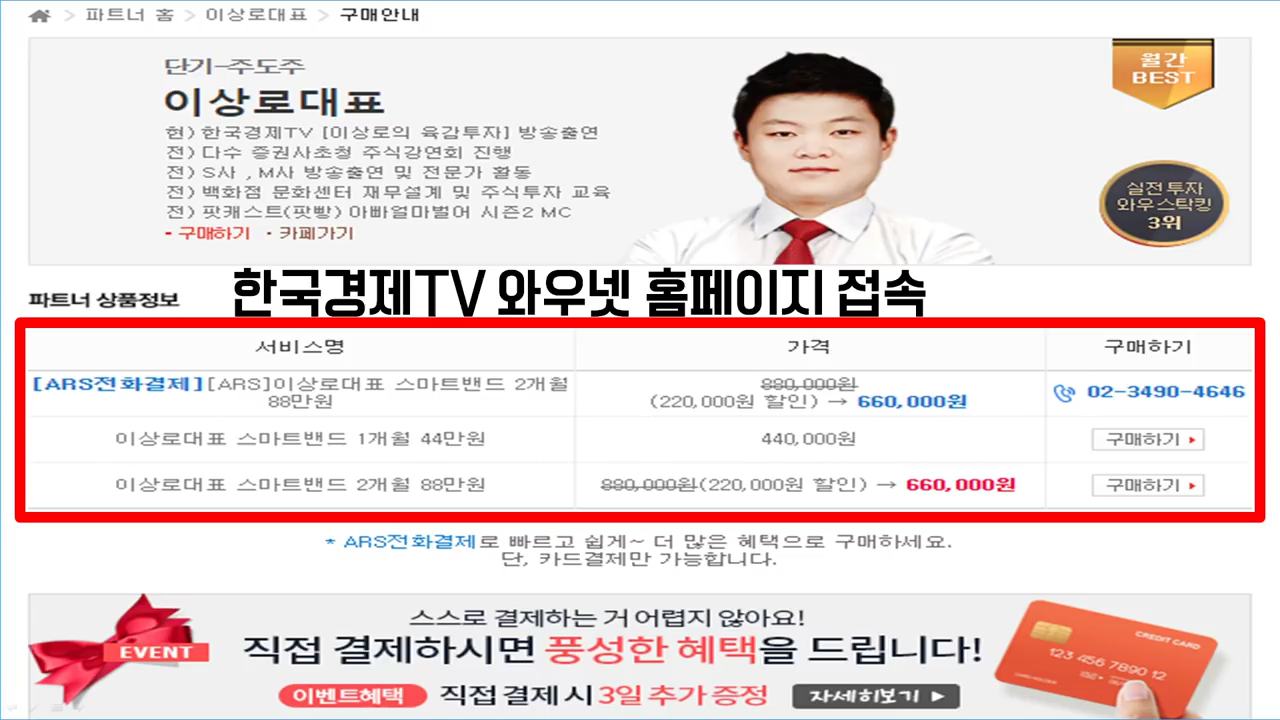 > 파트너 홈 > 이상로대표 > 구매안내
단기-주도주
이상로대표
현) 한국경제TV [이상로의 육감투자] 방송출연
전) 다수 증권사초청 주식강연회 진행
전) S사 , M사 방송출연 및 전문가 활동
전) 백화점 문화센터 재무설계 및 주식투자 교육
전) 팟캐스트(팟빵) 아빠얼마벌어 시즌2 MC
- 구매하기 · 카페가기
월간
BEST
실전투자
와우스탁킹
3위
파트너 상품정보
한국경제TV 와우넷 홈페이지 접속
서비스명 가격 구매하기
[ARS전화결제][ARS]이상로대표 스마트밴드 2개월
88만원
880,000원
(220,000원 할인) → 660,000원
02-3490-4646
이상로대표 스마트밴드 1개월 44만원 440,000원 구매하기
이상로대표 스마트밴드 2개월 88만원 880,000원(220,000원 할인) → 660,000원 구매하기
* ARS전화결제로 빠르고 쉽게~ 더 많은 혜택으로 구매하세요.
단, 카드결제만 가능합니다.
EVENT
스스로 결제하는 거 어렵지 않아요!
직접 결제하시면 풍성한 혜택을 드립니다!
이벤트혜택 직접 결제 시 3일 추가 증정 자세히보기 ▶
CREDIT CARD
123 456 7890 12